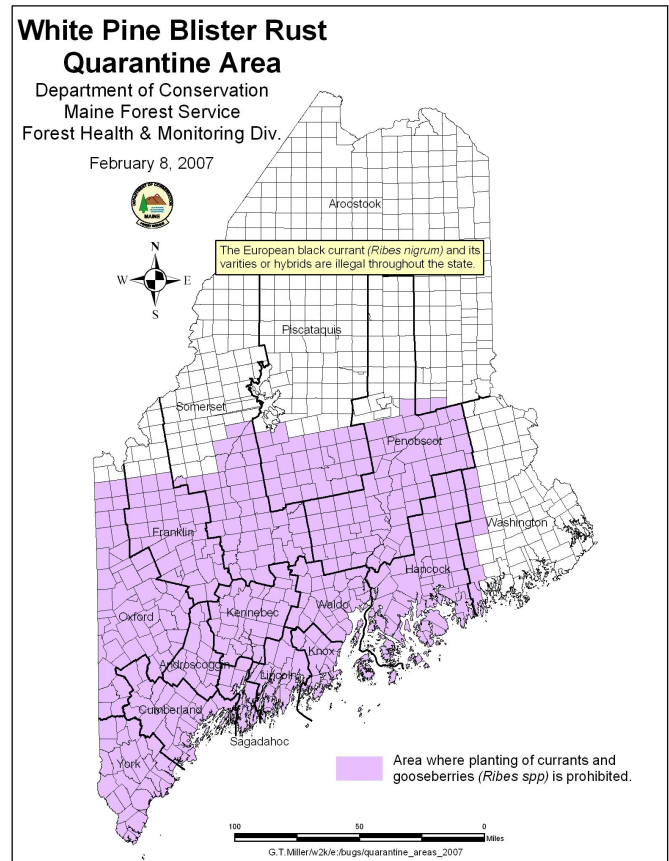 White Pine Blister Rust
Quarantine Area
Department of Conservation
Maine Forest Service
Forest Health & Monitoring Div.
February 8, 2007
MAINE
N
W
E
S
Aroostook
The European black currant (Ribes nigrum) and its
varities or hybrids are illegal throughout the state.
Piscataquis
Somerset
Penobscot
Washington
Franklin
Hancock
Oxford
Kennebec
Waldo
Androscoggin
Knox
Lincoln
Cumberland
Sagadahoc
York
Area where planting of currants and
gooseberries (Ribes spp) is prohibited.
100 50 0
Miles
G.T.Miller/w2k/e:/bugs/quarantine_areas_2007